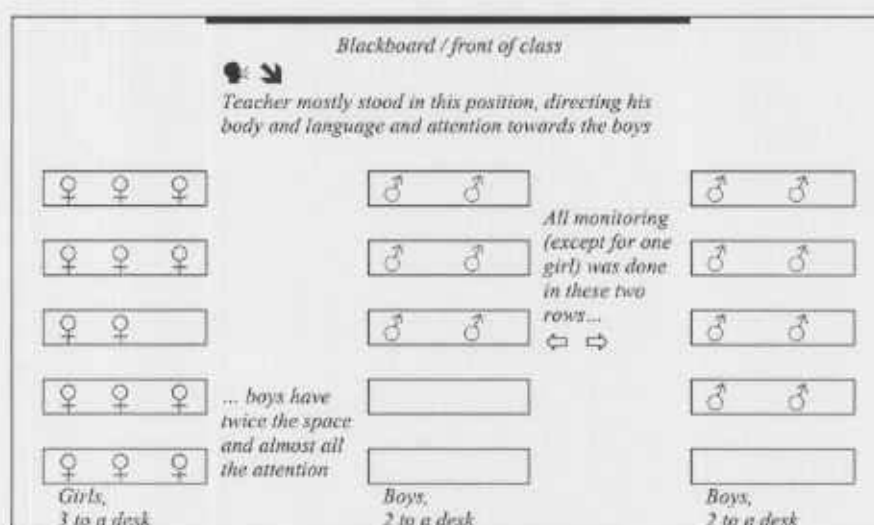 Blackboard / front of class
Teacher mostly stood in this position, directing his
body and language and attention towards the boys
All monitoring
(except for one
girl) was done
in these two
rows...
... boys have
twice the space
and almost all
the attention
Girls,
3 to a desk
Boys,
2 to a desk
Boys,
2 to a desk